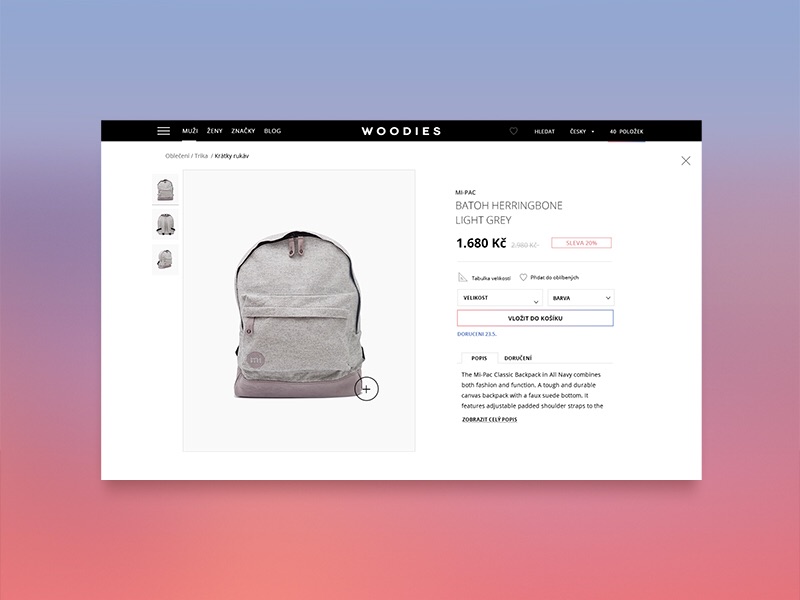 MUŽI ŽENY ZNAČKY BLOG WOODIES HLEDAT ČESKY 40 POLOŽEK
Oblečení / Trika / Krátky rukáv
MI-PAC
BATOH HERRINGBONE
LIGHT GREY
1.680 Kč 2.980 Kč SLEVA 20%
Tabulka velikostí Přidat do oblíbených
VELIKOST BARVA
VLOŽIT DO KOŠÍKU
DORUČENÍ 23.5.
POPIS DORUČENÍ
The Mi-Pac Classic Backpack in All Navy combines
both fashion and function. A tough and durable
canvas backpack with a faux suede bottom. It
features adjustable padded shoulder straps to the
ZOBRAZIT CELÝ POPIS